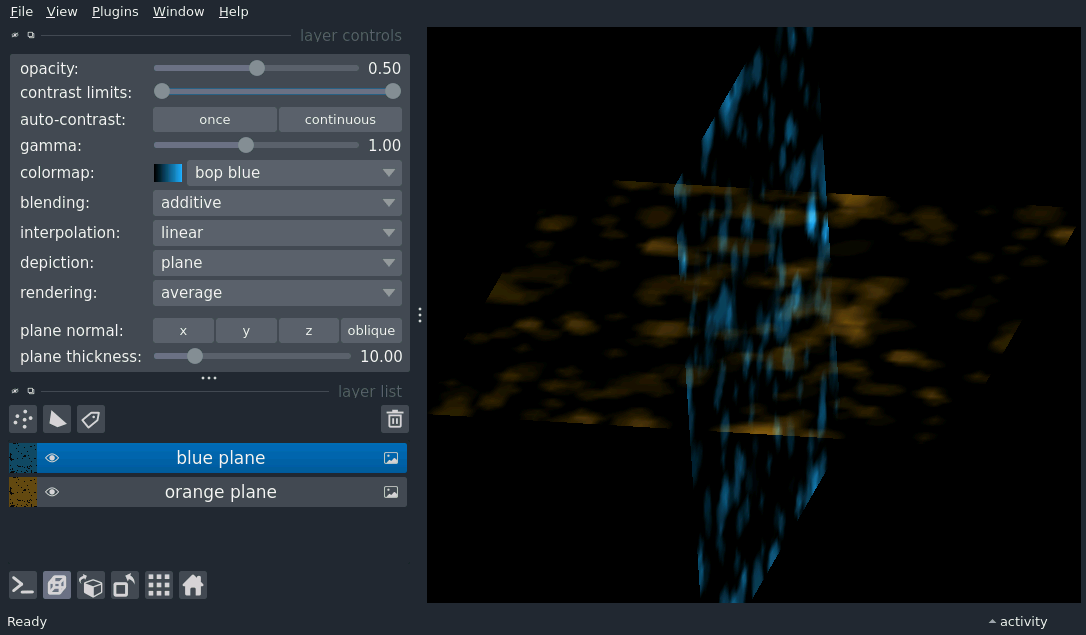 File View Plugins Window Help
layer controls
opacity: 0.50
contrast limits:
auto-contrast: once continuous
gamma: 1.00
colormap: bop blue
blending: additive
interpolation: linear
depiction: plane
rendering: average
plane normal: x y z oblique
plane thickness: 10.00
layer list
blue plane
orange plane
Ready activity